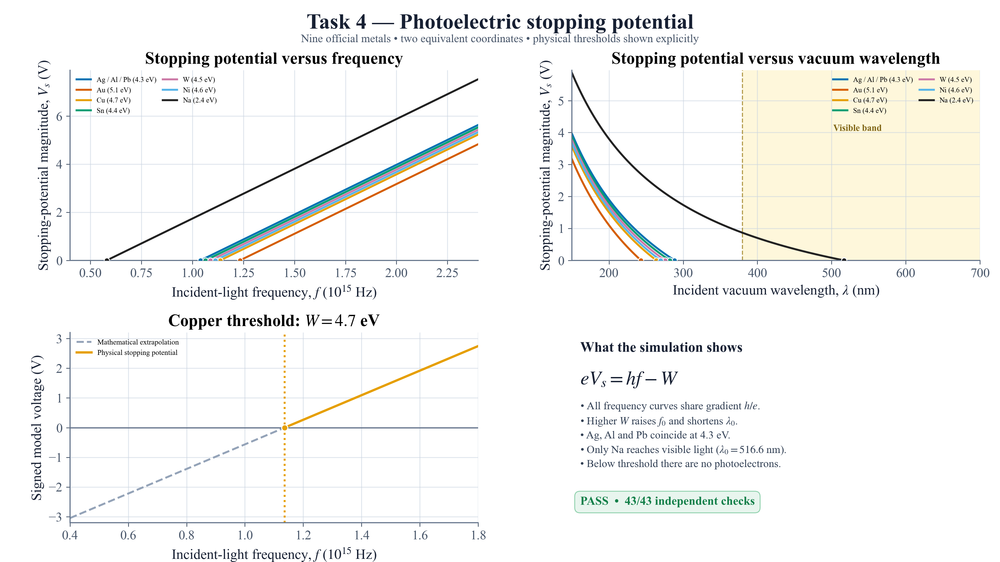 Task 4 — Photoelectric stopping potential
Nine official metals • two equivalent coordinates • physical thresholds shown explicitly
Stopping potential versus frequency
Stopping-potential magnitude, Vₛ (V)
Ag / Al / Pb (4.3 eV)
Au (5.1 eV)
Cu (4.7 eV)
Sn (4.4 eV)
W (4.5 eV)
Ni (4.6 eV)
Na (2.4 eV)
6
4
2
0
0.50 0.75 1.00 1.25 1.50 1.75 2.00 2.25
Incident-light frequency, f (10¹⁵ Hz)
Stopping potential versus vacuum wavelength
Stopping-potential magnitude, Vₛ (V)
Ag / Al / Pb (4.3 eV)
Au (5.1 eV)
Cu (4.7 eV)
Sn (4.4 eV)
W (4.5 eV)
Ni (4.6 eV)
Na (2.4 eV)
Visible band
5
4
3
2
1
0
200 300 400 500 600 700
Incident vacuum wavelength, λ (nm)
Copper threshold: W = 4.7 eV
Signed model voltage (V)
Mathematical extrapolation
Physical stopping potential
3
2
1
0
−1
−2
−3
0.4 0.6 0.8 1.0 1.2 1.4 1.6 1.8
Incident-light frequency, f (10¹⁵ Hz)
What the simulation shows
eVₛ = hf − W
• All frequency curves share gradient h/e.
• Higher W raises f₀ and shortens λ₀.
• Ag, Al and Pb coincide at 4.3 eV.
• Only Na reaches visible light (λ₀ = 516.6 nm).
• Below threshold there are no photoelectrons.
PASS • 43/43 independent checks